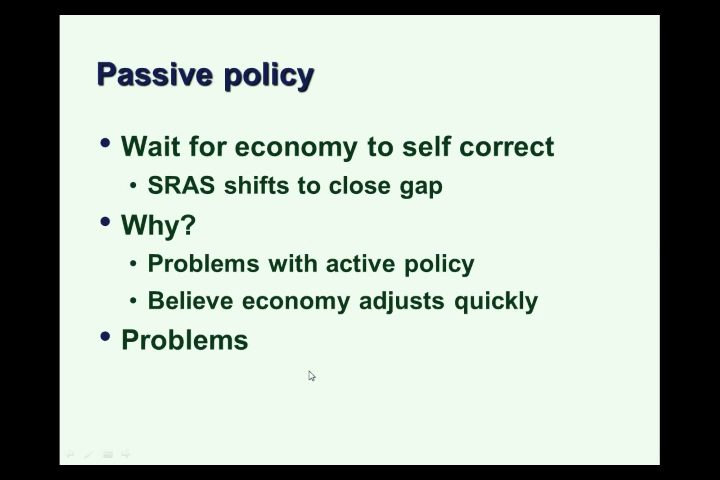 Passive policy
• Wait for economy to self correct
• SRAS shifts to close gap
• Why?
• Problems with active policy
• Believe economy adjusts quickly
• Problems